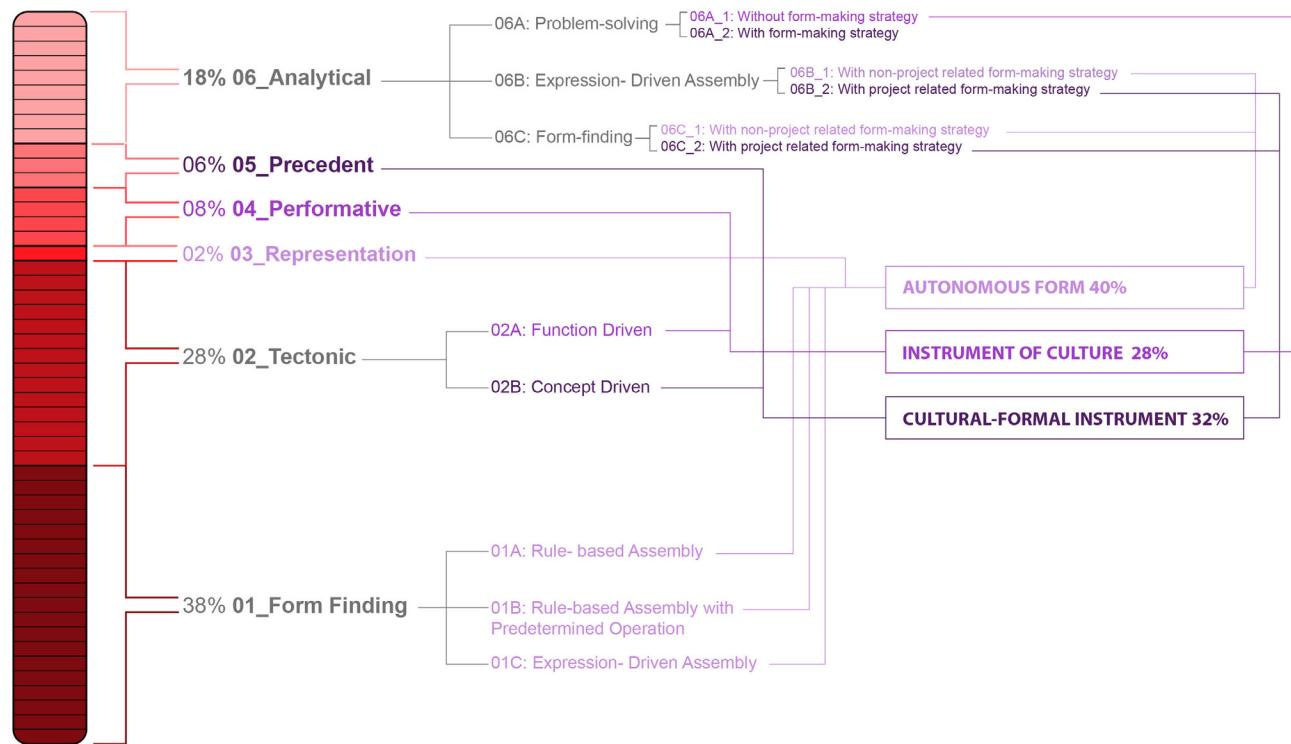 18% 06_Analytical
06A: Problem-solving
06A_1: Without form-making strategy
06A_2: With form-making strategy
06B: Expression- Driven Assembly
06B_1: With non-project related form-making strategy
06B_2: With project related form-making strategy
06C: Form-finding
06C_1: With non-project related form-making strategy
06C_2: With project related form-making strategy
06% 05_Precedent
08% 04_Performative
02% 03_Representation
28% 02_Tectonic
02A: Function Driven
02B: Concept Driven
AUTONOMOUS FORM 40%
INSTRUMENT OF CULTURE 28%
CULTURAL-FORMAL INSTRUMENT 32%
38% 01_Form Finding
01A: Rule- based Assembly
01B: Rule-based Assembly with
Predetermined Operation
01C: Expression- Driven Assembly